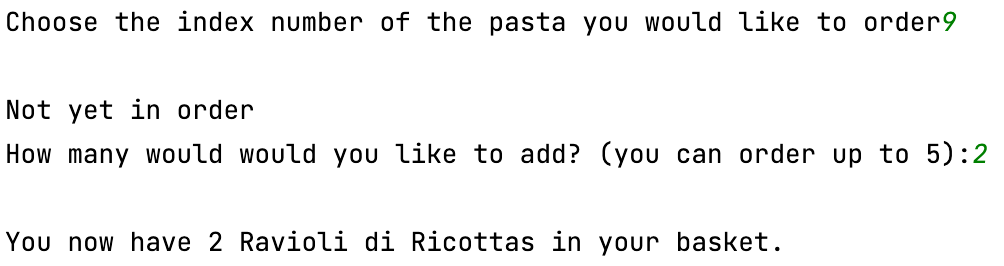 Choose the index number of the pasta you would like to order9
Not yet in order
How many would would you like to add? (you can order up to 5):2
You now have 2 Ravioli di Ricottas in your basket.